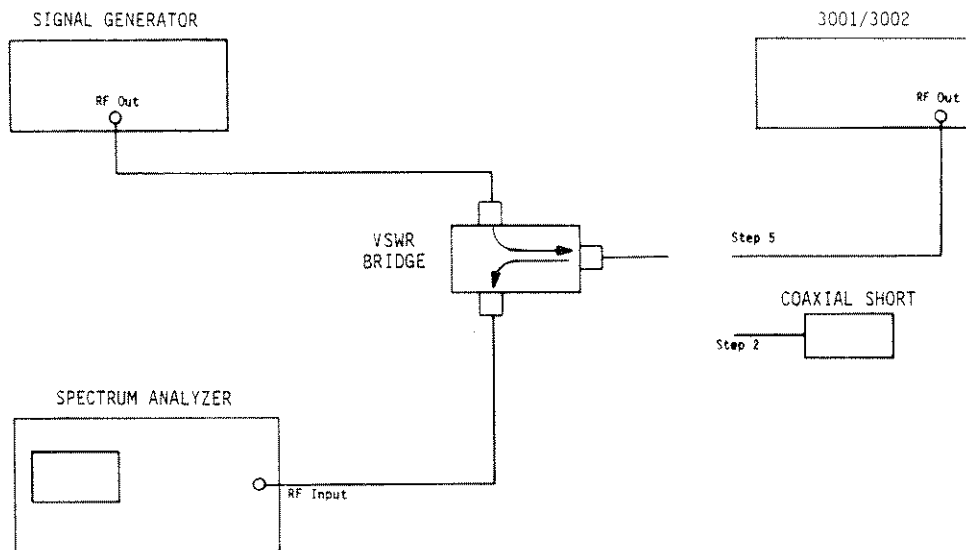 SIGNAL GENERATOR
3001/3002
RF Out
RF Out
VSWR
BRIDGE
Step 5
COAXIAL SHORT
Step 2
SPECTRUM ANALYZER
RF Input